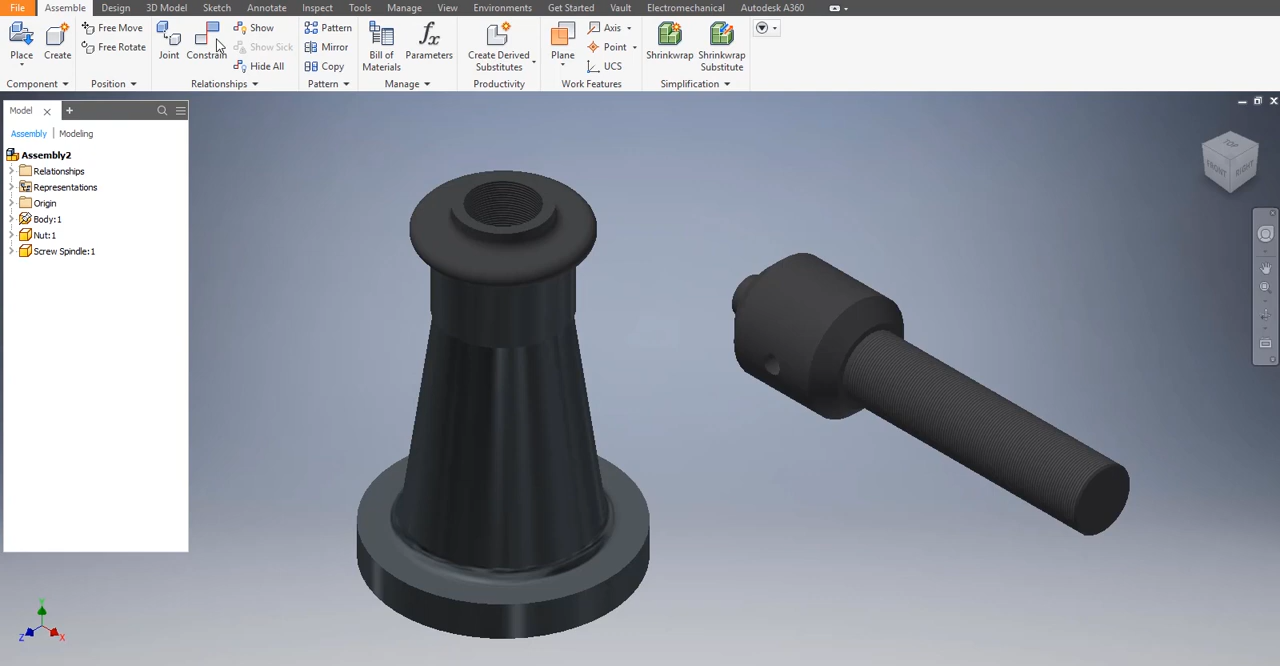 File Assemble Design 3D Model Sketch Annotate Inspect Tools Manage View Environments Get Started Vault Electromechanical Autodesk A360
Place Create Free Move Free Rotate Joint Constrain Show Show Sick Hide All Pattern Mirror Copy Bill of Materials Parameters Create Derived Substitutes Plane Axis Point UCS Shrinkwrap Shrinkwrap Substitute
Component Position Relationships Pattern Manage Productivity Work Features Simplification
Model
Assembly Modeling
Assembly2
Relationships
Representations
Origin
Body:1
Nut:1
Screw Spindle:1
TOP
FRONT RIGHT
Y
Z X